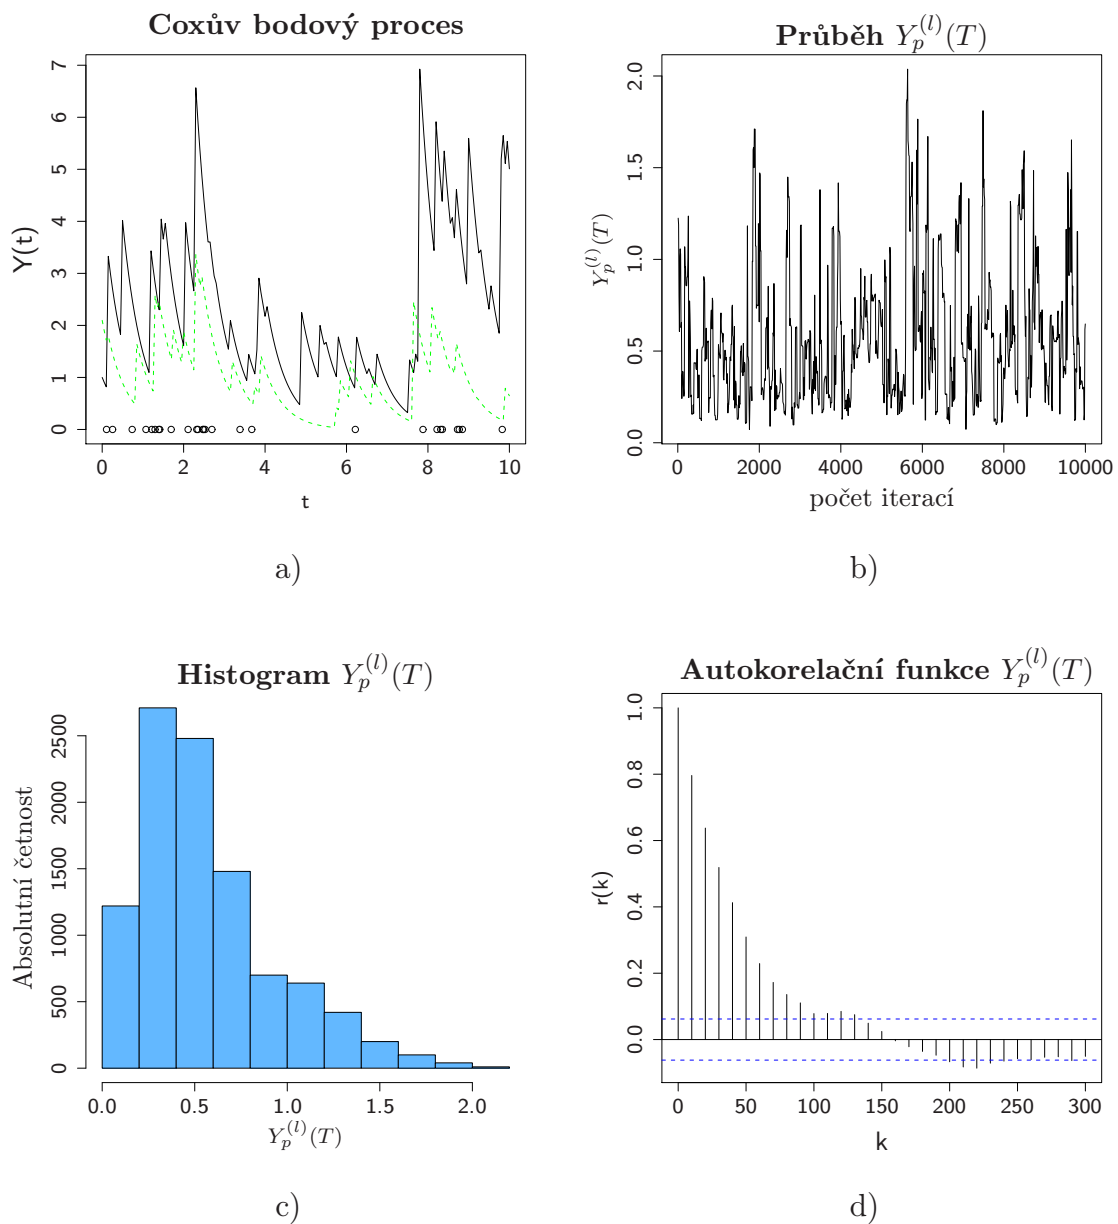 Coxův bodový proces
Y(t)
0 1 2 3 4 5 6 7
0 2 4 6 8 10
t
a)
Průběh Y_p^{(l)}(T)
Y_p^{(l)}(T)
0.0 0.5 1.0 1.5 2.0
0 2000 4000 6000 8000 10000
počet iterací
b)
Histogram Y_p^{(l)}(T)
Absolutní četnost
0 500 1000 1500 2000 2500
0.0 0.5 1.0 1.5 2.0
Y_p^{(l)}(T)
c)
Autokorelační funkce Y_p^{(l)}(T)
r(k)
0.0 0.2 0.4 0.6 0.8 1.0
0 50 100 150 200 250 300
k
d)